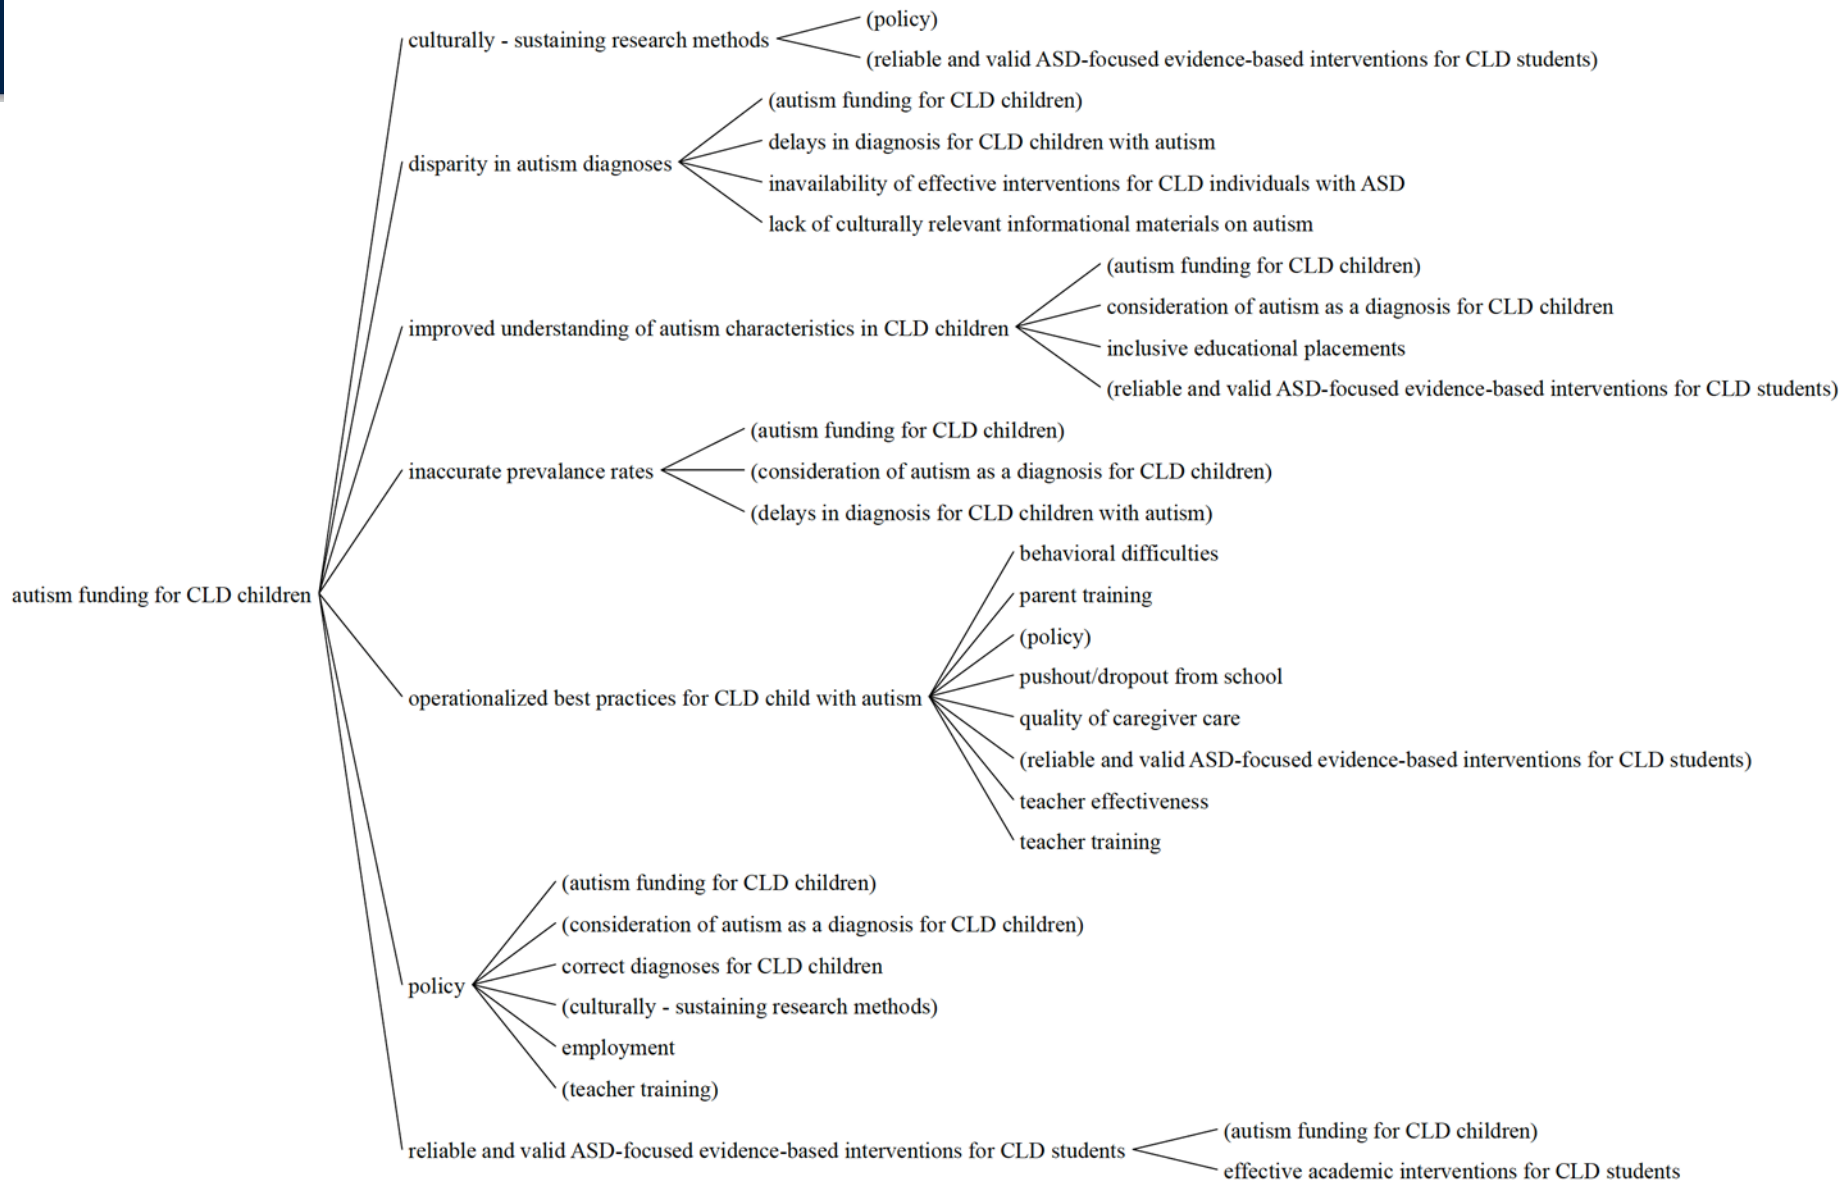 (policy)
culturally - sustaining research methods
(reliable and valid ASD-focused evidence-based interventions for CLD students)
(autism funding for CLD children)
delays in diagnosis for CLD children with autism
disparity in autism diagnoses
inavailability of effective interventions for CLD individuals with ASD
lack of culturally relevant informational materials on autism
(autism funding for CLD children)
consideration of autism as a diagnosis for CLD children
improved understanding of autism characteristics in CLD children
inclusive educational placements
(reliable and valid ASD-focused evidence-based interventions for CLD students)
(autism funding for CLD children)
inaccurate prevalance rates
(consideration of autism as a diagnosis for CLD children)
(delays in diagnosis for CLD children with autism)
behavioral difficulties
autism funding for CLD children
parent training
(policy)
pushout/dropout from school
operationalized best practices for CLD child with autism
quality of caregiver care
(reliable and valid ASD-focused evidence-based interventions for CLD students)
teacher effectiveness
teacher training
(autism funding for CLD children)
(consideration of autism as a diagnosis for CLD children)
correct diagnoses for CLD children
policy
(culturally - sustaining research methods)
employment
(teacher training)
(autism funding for CLD children)
reliable and valid ASD-focused evidence-based interventions for CLD students
effective academic interventions for CLD students